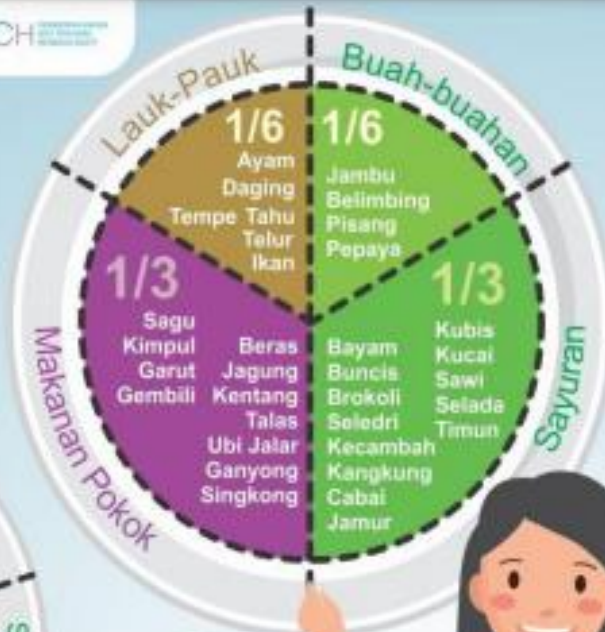 CH
Lauk-Pauk
1/6
Ayam
Daging
Tempe Tahu
Telur
Ikan
Buah-buahan
1/6
Jambu
Belimbing
Pisang
Pepaya
Makanan Pokok
1/3
Sagu
Kimpul
Garut
Gembili
Beras
Jagung
Kentang
Talas
Ubi Jalar
Ganyong
Singkong
Sayuran
1/3
Bayam
Buncis
Brokoli
Seledri
Kecambah
Kangkung
Cabai
Jamur
Kubis
Kucai
Sawi
Selada
Timun